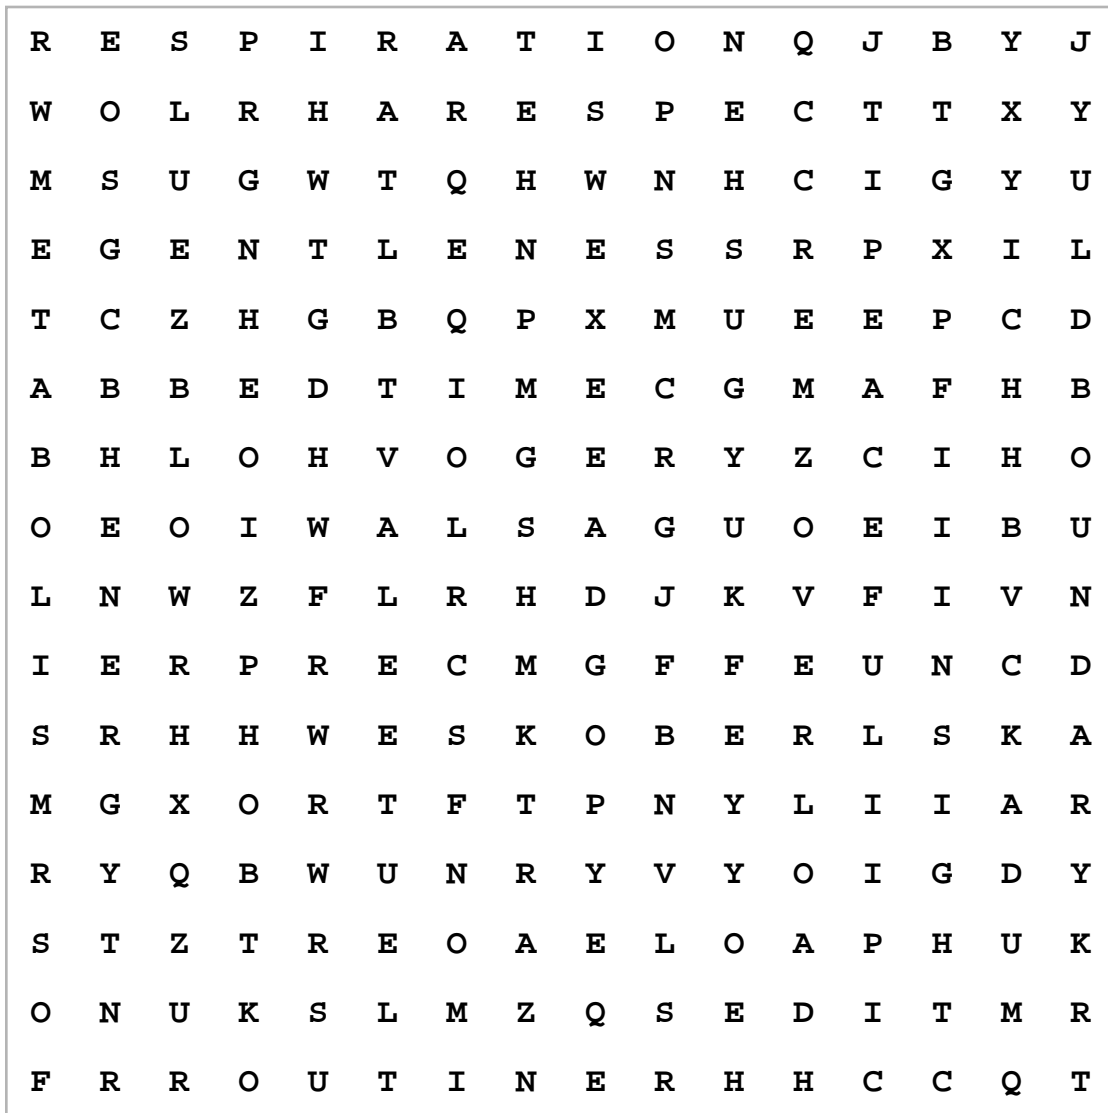 R E S P I R A T I O N Q J B Y J
W O L R H A R E S P E C T T X Y
M S U G W T Q H W N H C I G Y U
E G E N T L E N E S S R P X I L
T C Z H G B Q P X M U E E P C D
A B B E D T I M E C G M A F H B
B H L O H V O G E R Y Z C I H O
O E O I W A L S A G U O E I B U
L N W Z F L R H D J K V F I V N
I E R P R E C M G F F E U N C D
S R H H W E S K O B E R L S K A
M G X O R T F T P N Y L I I A R
R Y Q B W U N R Y V Y O I G D Y
S T Z T R E O A E L O A P H U K
O N U K S L M Z Q S E D I T M R
F R R O U T I N E R H H C C Q T